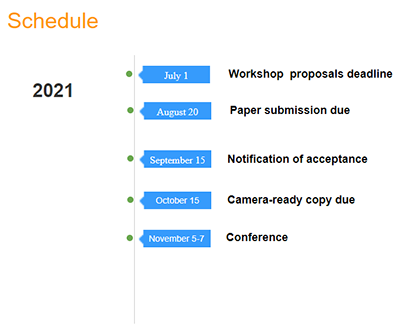 Schedule
2021
July 1 Workshop proposals deadline
August 20 Paper submission due
September 15 Notification of acceptance
October 15 Camera-ready copy due
November 5-7 Conference